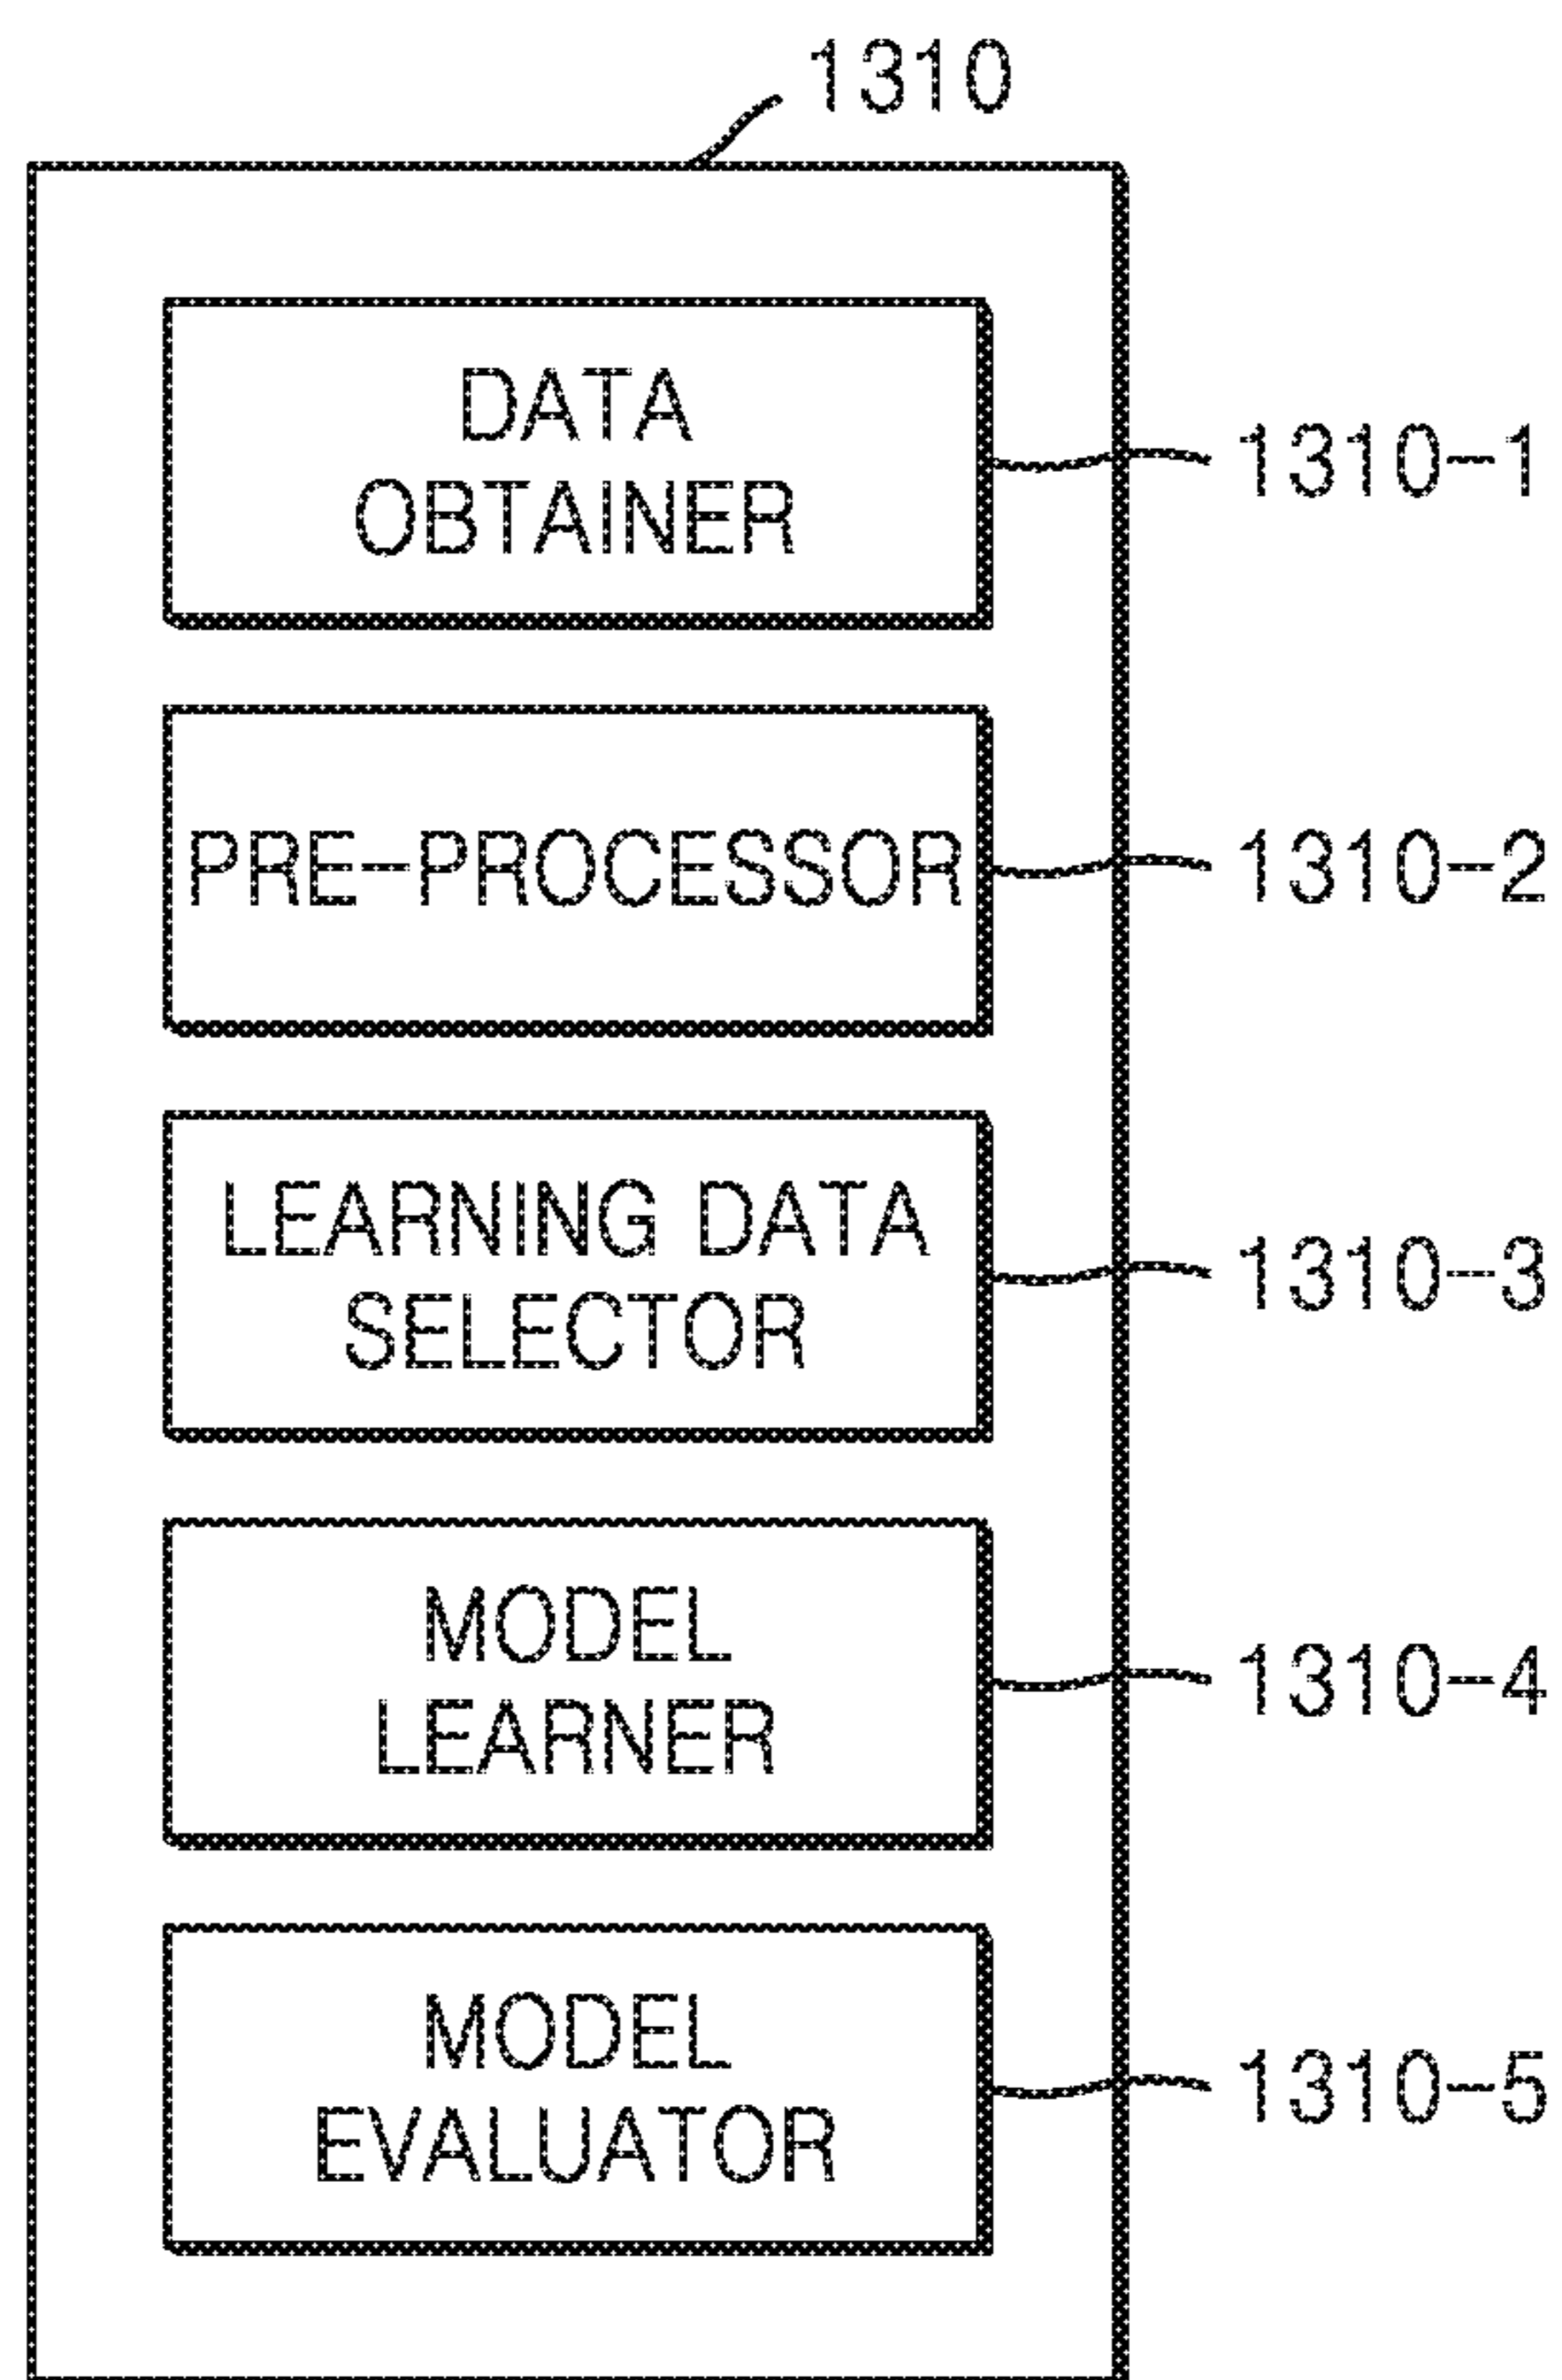 1310
DATA
OBTAINER
1310-1
PRE-PROCESSOR
1310-2
LEARNING DATA
SELECTOR
1310-3
MODEL
LEARNER
1310-4
MODEL
EVALUATOR
1310-5